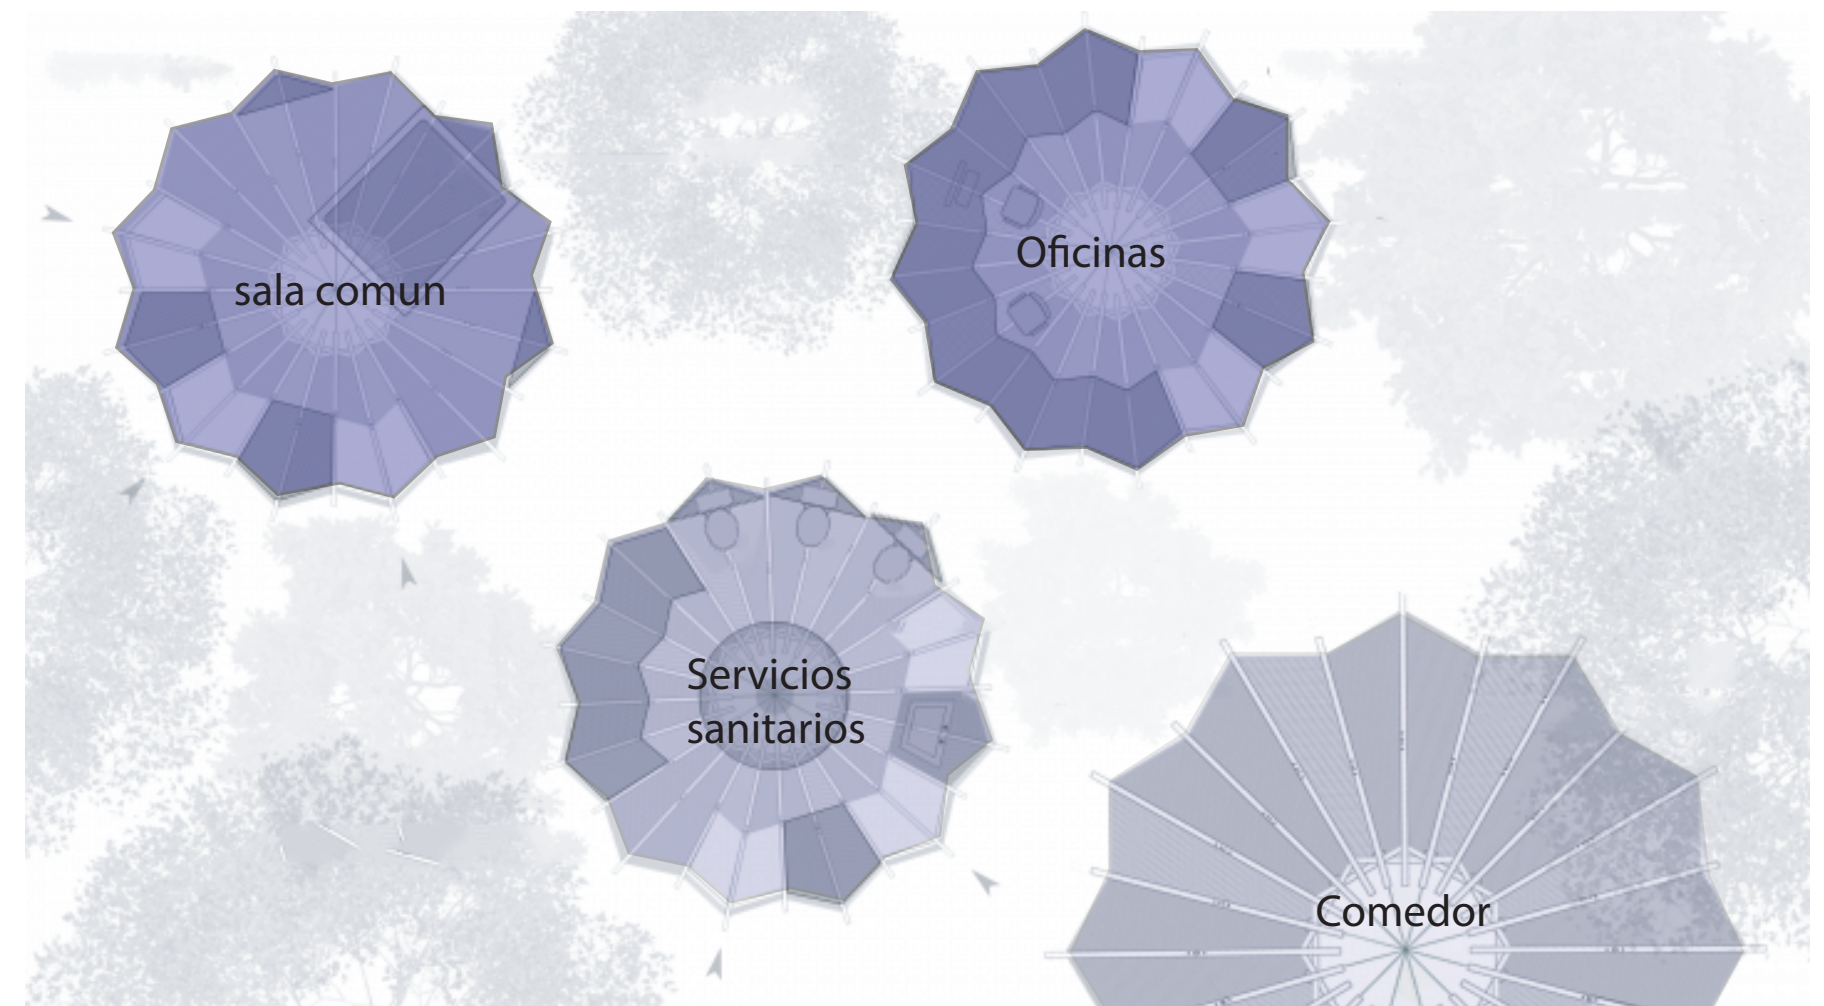 Oficinas
sala comun
Servicios
sanitarios
Comedor